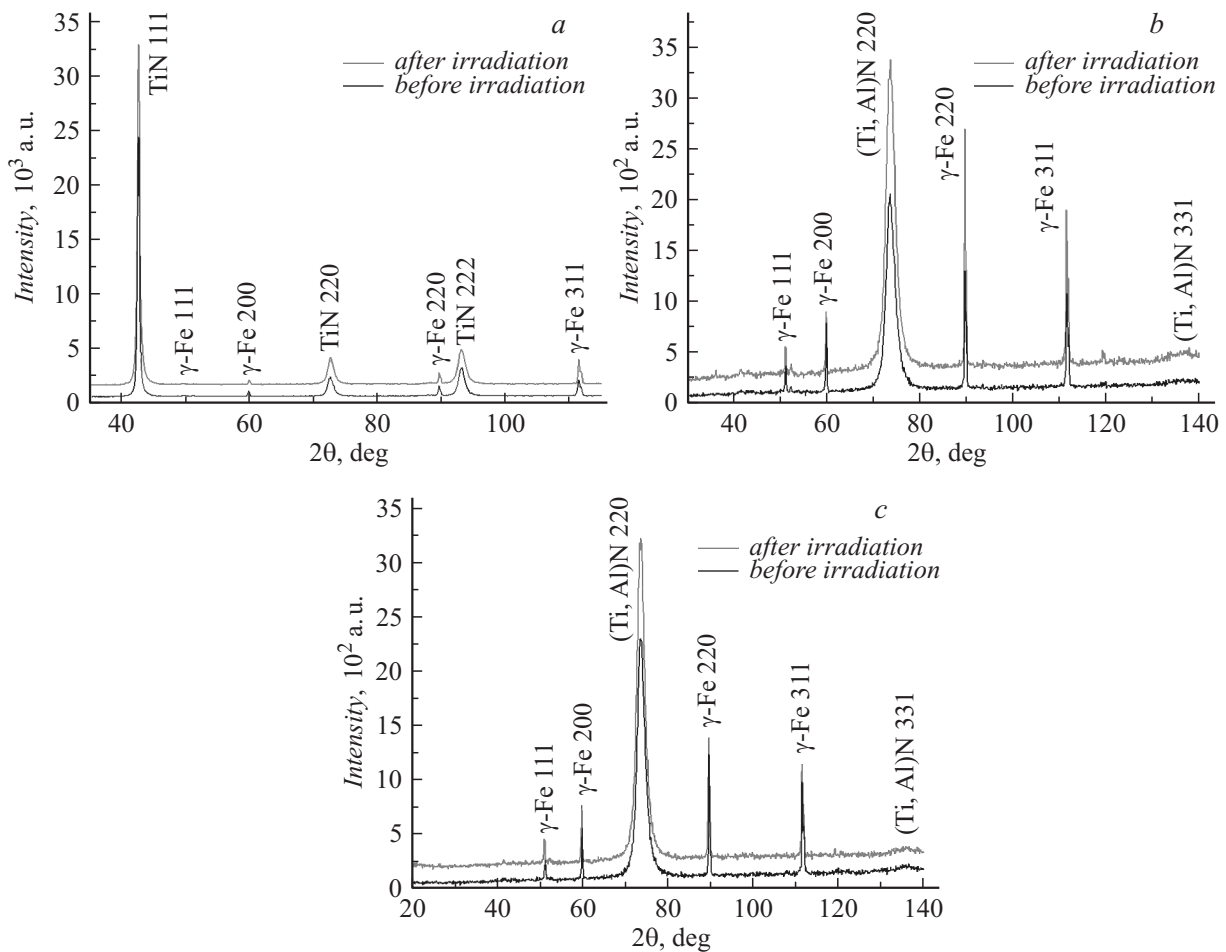 a
TiN 111
after irradiation
before irradiation
γ-Fe 111
γ-Fe 200
TiN 220
γ-Fe 220
TiN 222
γ-Fe 311
Intensity, 10³ a. u.
35
30
25
20
15
10
5
0
40
60
80
100
2θ, deg
b
(Ti, Al)N 220
after irradiation
before irradiation
γ-Fe 111
γ-Fe 200
γ-Fe 220
γ-Fe 311
(Ti, Al)N 331
Intensity, 10² a. u.
35
30
25
20
15
10
5
0
40
60
80
100
120
140
2θ, deg
c
(Ti, Al)N 220
after irradiation
before irradiation
γ-Fe 111
γ-Fe 200
γ-Fe 220
γ-Fe 311
(Ti, Al)N 331
Intensity, 10² a. u.
35
30
25
20
15
10
5
0
20
40
60
80
100
120
140
2θ, deg